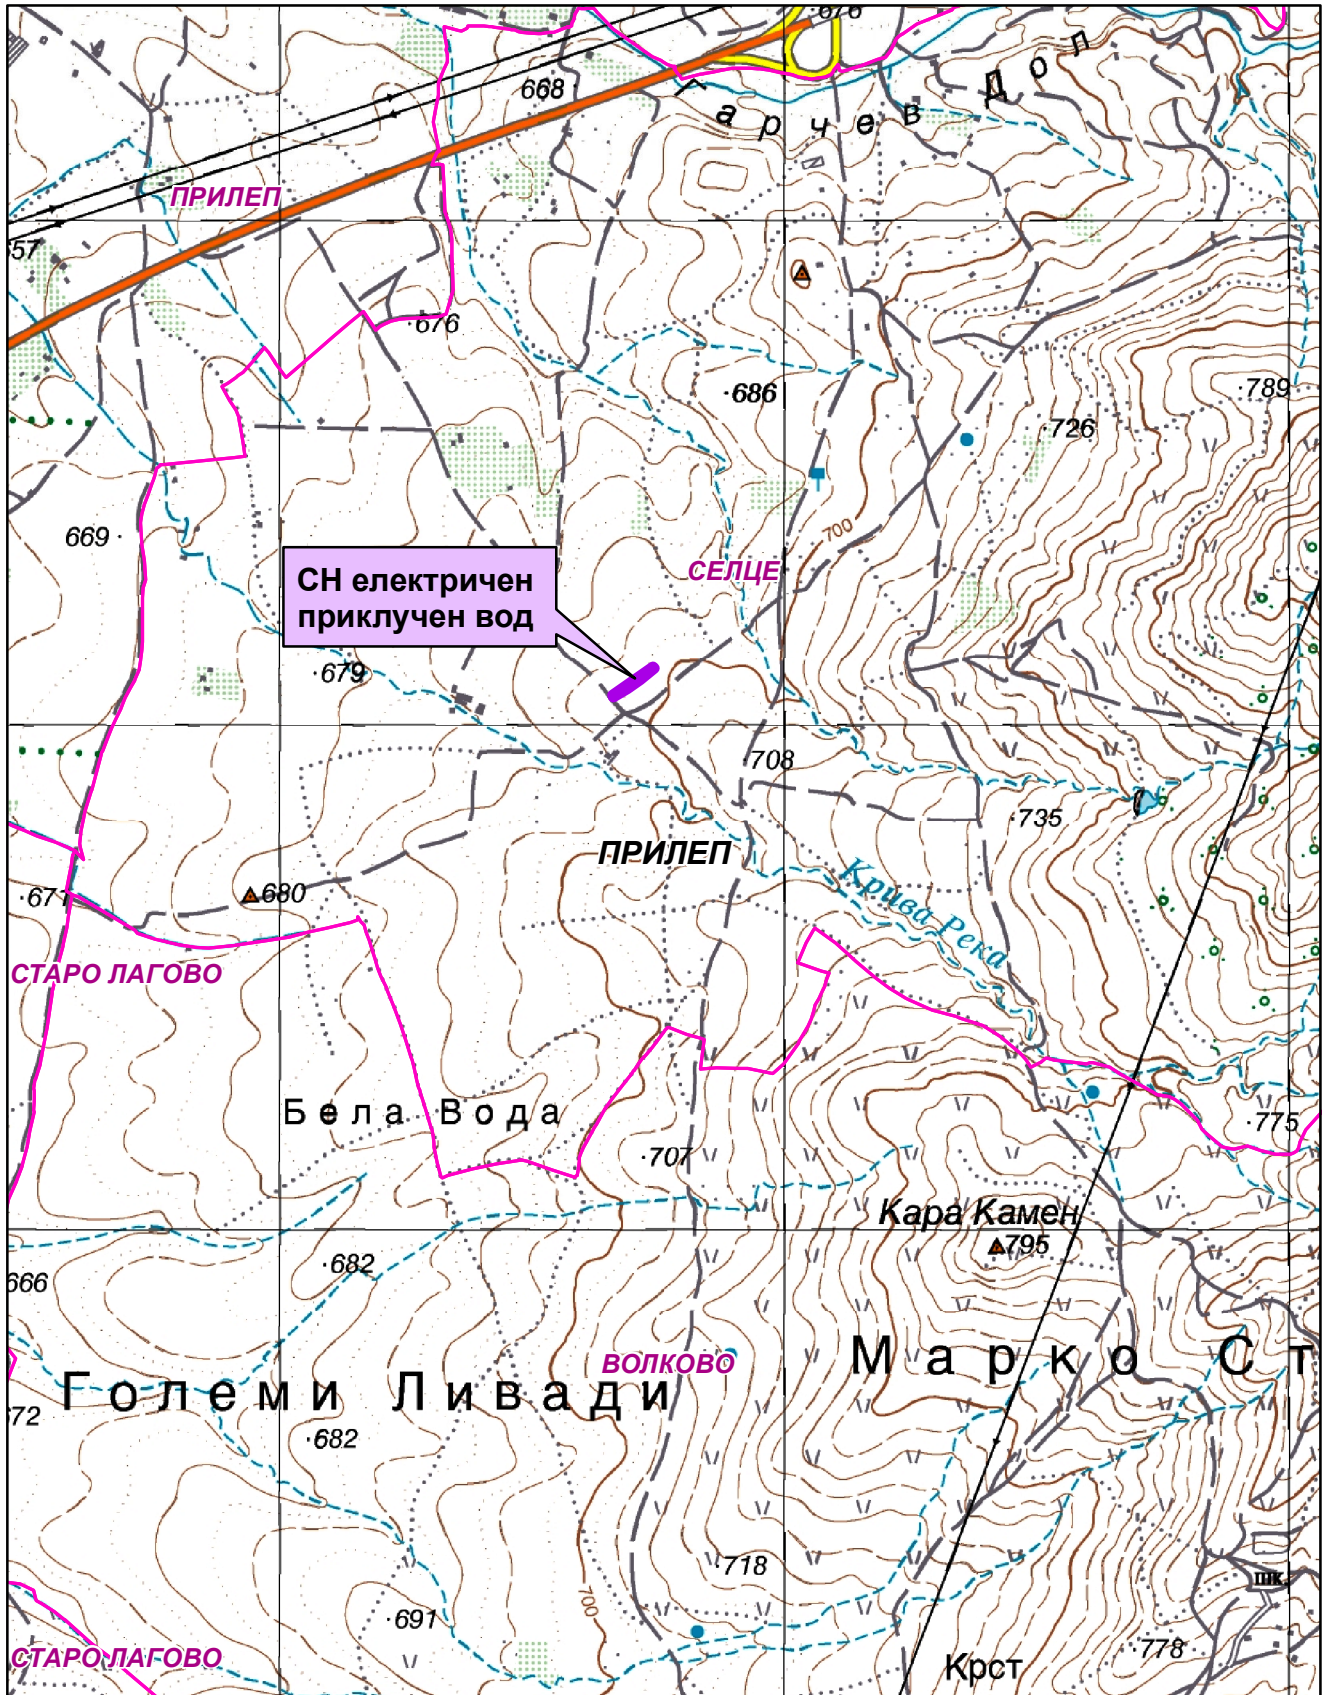 676
Дол
668
Гарчев
ПРИЛЕП
57
676
686
789
726
700
669
СЕЛЦЕ
СН електричен
приклучен вод
679
708
735
ПРИЛЕП
Крива Река
671
680
СТАРО ЛАГОВО
Бела Вода
775
707
Кара Камен
795
682
666
Марко Ст
ВОЛКОВО
Големи Ливади
672
682
718
шк.
700
691
778
СТАРО ЛАГОВО
Крст